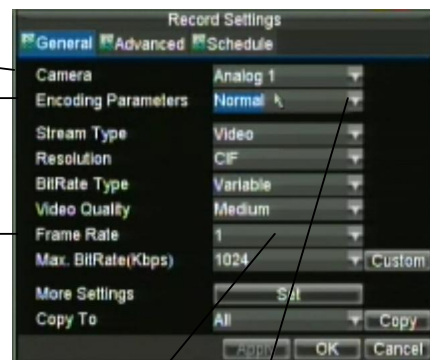 Record Settings
General Advanced Schedule
Camera Analog 1
Encoding Parameters Normal
Stream Type Video
Resolution CIF
BitRate Type Variable
Video Quality Medium
Frame Rate 1
Max. BitRate(Kbps) 1024 Custom
More Settings Set
Copy To All Copy
Apply OK Cancel